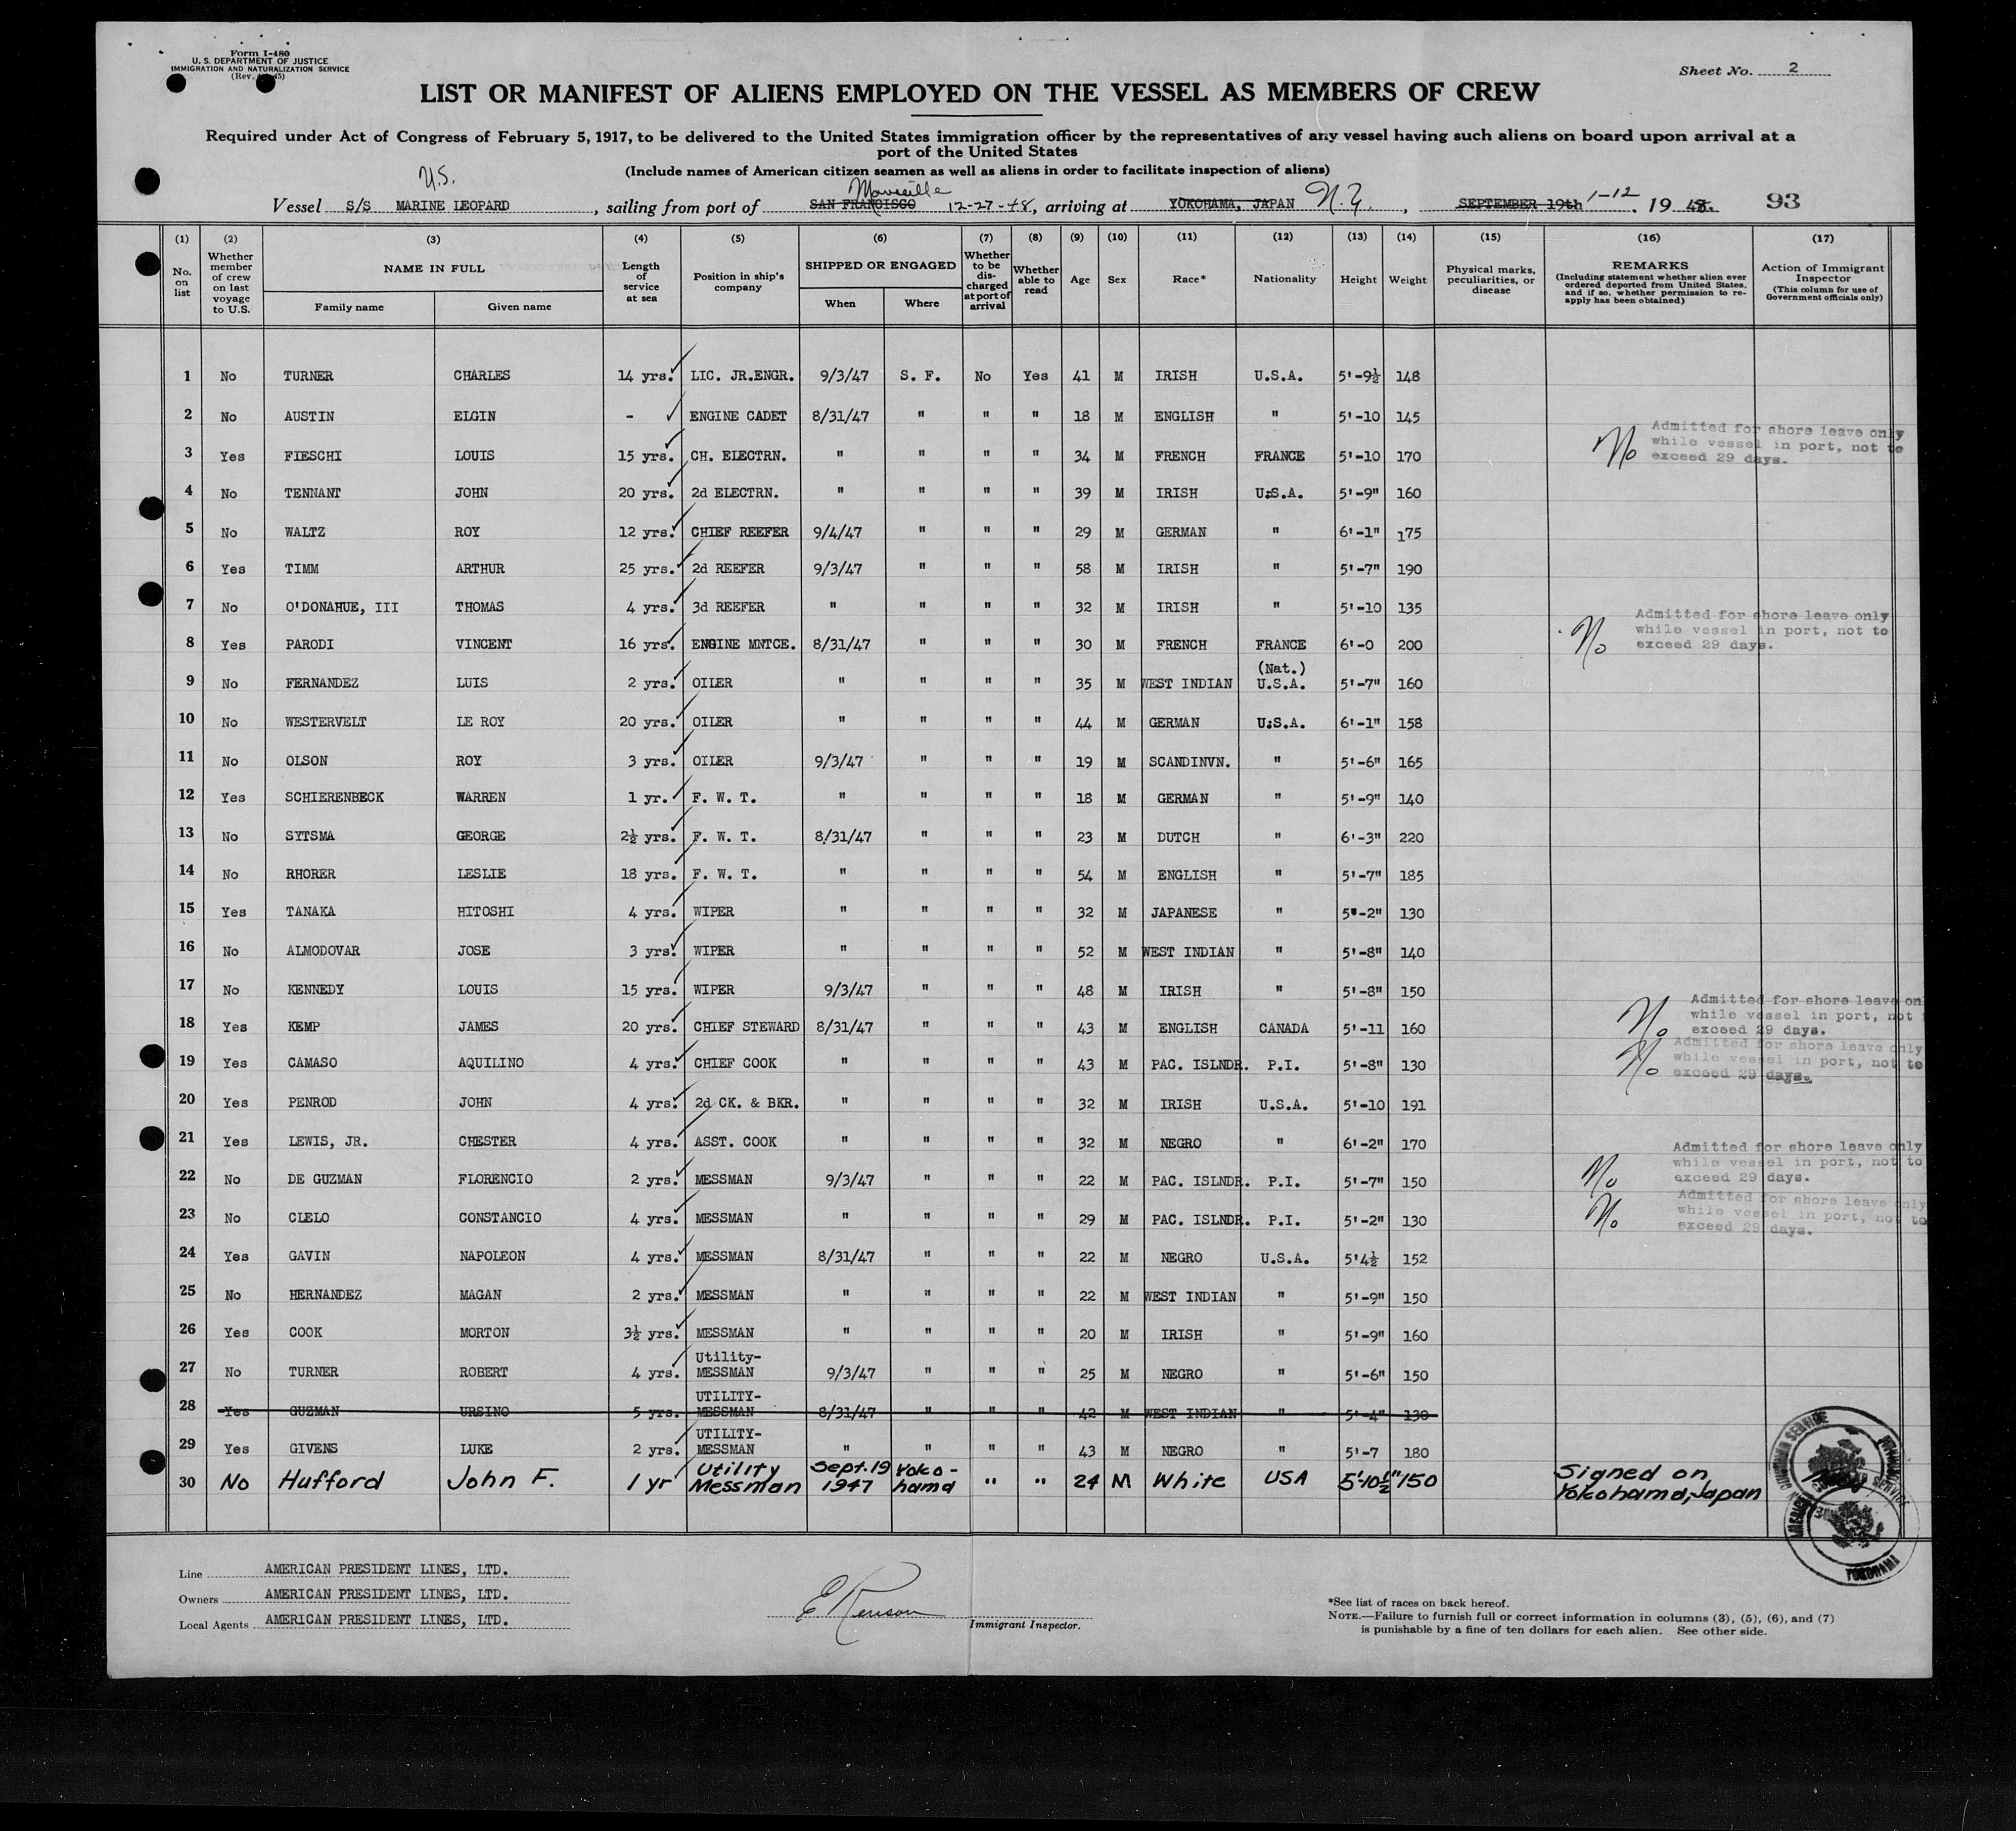 Form I-480
U. S. DEPARTMENT OF JUSTICE
IMMIGRATION AND NATURALIZATION SERVICE
Sheet No. 2
LIST OR MANIFEST OF ALIENS EMPLOYED ON THE VESSEL AS MEMBERS OF CREW
Required under Act of Congress of February 5, 1917, to be delivered to the United States immigration officer by the representatives of any vessel having such aliens on board upon arrival at a
port of the United States
(Include names of American citizen seamen as well as aliens in order to facilitate inspection of aliens)
U.S. Marseille
Vessel S/S MARINE LEOPARD, sailing from port of SAN FRANCISCO 12-27-48, arriving at YOKOHAMA, JAPAN N.Y., SEPTEMBER 19th 1-12, 19 48. 93
(1) (2) (3) (4) (5) (6) (7) (8) (9) (10) (11) (12) (13) (14) (15) (16) (17)
No. on list
Whether member of crew on last voyage to U.S.
NAME IN FULL
Family name
Given name
Length of service at sea
Position in ship's company
SHIPPED OR ENGAGED
When
Where
Whether to be discharged at port of arrival
Whether able to read
Age
Sex
Race*
Nationality
Height
Weight
Physical marks, peculiarities, or disease
REMARKS
(Including statement whether alien ever ordered deported from United States, and if so, whether permission to reapply has been obtained)
Action of Immigrant Inspector
(This column for use of Government officials only)
1 No TURNER CHARLES 14 yrs. LIC. JR.ENGR. 9/3/47 S. F. No Yes 41 M IRISH U.S.A. 5'-9½ 148
2 No AUSTIN ELGIN - ENGINE CADET 8/31/47 " " " 18 M ENGLISH " 5'-10 145
3 Yes FIESCHI LOUIS 15 yrs. CH. ELECTRN. " " " " 34 M FRENCH FRANCE 5'-10 170 No Admitted for shore leave only while vessel in port, not to exceed 29 days.
4 No TENNANT JOHN 20 yrs. 2d ELECTRN. " " " " 39 M IRISH U.S.A. 5'-9" 160
5 No WALTZ ROY 12 yrs. CHIEF REEFER 9/4/47 " " " 29 M GERMAN " 6'-1" 175
6 Yes TIMM ARTHUR 25 yrs. 2d REEFER 9/3/47 " " " 58 M IRISH " 5'-7" 190
7 No O'DONAHUE, III THOMAS 4 yrs. 3d REEFER " " " " 32 M IRISH " 5'-10 135
8 Yes PARODI VINCENT 16 yrs. ENGINE MNTCE. 8/31/47 " " " 30 M FRENCH FRANCE 6'-0 200 No Admitted for shore leave only while vessel in port, not to exceed 29 days.
9 No FERNANDEZ LUIS 2 yrs. OILER " " " " 35 M WEST INDIAN (Nat.) U.S.A. 5'-7" 160
10 No WESTERVELT LE ROY 20 yrs. OILER " " " " 44 M GERMAN U.S.A. 6'-1" 158
11 No OLSON ROY 3 yrs. OILER 9/3/47 " " " 19 M SCANDINVN. " 5'-6" 165
12 Yes SCHIERENBECK WARREN 1 yr. F. W. T. " " " " 18 M GERMAN " 5'-9" 140
13 No SYTSMA GEORGE 2½ yrs. F. W. T. 8/31/47 " " " 23 M DUTCH " 6'-3" 220
14 No RHORER LESLIE 18 yrs. F. W. T. " " " " 54 M ENGLISH " 5'-7" 185
15 Yes TANAKA HITOSHI 4 yrs. WIPER " " " " 32 M JAPANESE " 5'-2" 130
16 No ALMODOVAR JOSE 3 yrs. WIPER " " " " 52 M WEST INDIAN " 5'-8" 140
17 No KENNEDY LOUIS 15 yrs. WIPER 9/3/47 " " " 48 M IRISH " 5'-8" 150
18 Yes KEMP JAMES 20 yrs. CHIEF STEWARD 8/31/47 " " " 43 M ENGLISH CANADA 5'-11 160 No Admitted for shore leave on while vessel in port, not exceed 29 days.
19 Yes CAMASO AQUILINO 4 yrs. CHIEF COOK " " " " 43 M PAC. ISLNDR. P.I. 5'-8" 130 No Admitted for shore leave only while vessel in port, not to exceed 29 days.
20 Yes PENROD JOHN 4 yrs. 2d CK. & BKR. " " " " 32 M IRISH U.S.A. 5'-10 191
21 Yes LEWIS, JR. CHESTER 4 yrs. ASST. COOK " " " " 32 M NEGRO " 6'-2" 170
22 No DE GUZMAN FLORENCIO 2 yrs. MESSMAN 9/3/47 " " " 22 M PAC. ISLNDR. P.I. 5'-7" 150 No Admitted for shore leave only while vessel in port, not to exceed 29 days.
23 No CLELO CONSTANCIO 4 yrs. MESSMAN " " " " 29 M PAC. ISLNDR. P.I. 5'-2" 130 No Admitted for shore leave only while vessel in port, not to exceed 29 days.
24 Yes GAVIN NAPOLEON 4 yrs. MESSMAN 8/31/47 " " " 22 M NEGRO U.S.A. 5'4½ 152
25 No HERNANDEZ MAGAN 2 yrs. MESSMAN " " " " 22 M WEST INDIAN " 5'-9" 150
26 Yes COOK MORTON 3½ yrs. MESSMAN " " " " 20 M IRISH " 5'-9" 160
27 No TURNER ROBERT 4 yrs. Utility- MESSMAN 9/3/47 " " " 25 M NEGRO " 5'-6" 150
28 Yes GUZMAN URSINO 5 yrs. UTILITY- MESSMAN 8/31/47 " " " 42 M WEST INDIAN " 5'-4" 130
29 Yes GIVENS LUKE 2 yrs. UTILITY- MESSMAN " " " " 43 M NEGRO " 5'-7 180
30 No Hufford John F. 1 yr Utility Messman Sept. 19 1947 Yokohama " " 24 M White USA 5'10½" 150 Signed on Yokohama, Japan
Line AMERICAN PRESIDENT LINES, LTD.
Owners AMERICAN PRESIDENT LINES, LTD.
Local Agents AMERICAN PRESIDENT LINES, LTD.
Immigrant Inspector.
*See list of races on back hereof.
NOTE.—Failure to furnish full or correct information in columns (3), (5), (6), and (7)
is punishable by a fine of ten dollars for each alien. See other side.
AMERICAN
YOKOHAMA